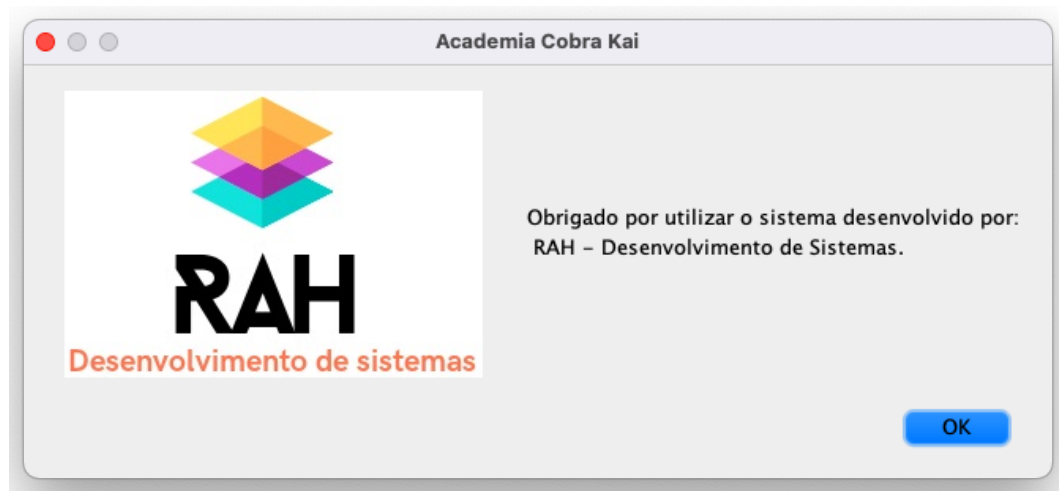 Academia Cobra Kai
RAH
Desenvolvimento de sistemas
Obrigado por utilizar o sistema desenvolvido por:
RAH – Desenvolvimento de Sistemas.
OK